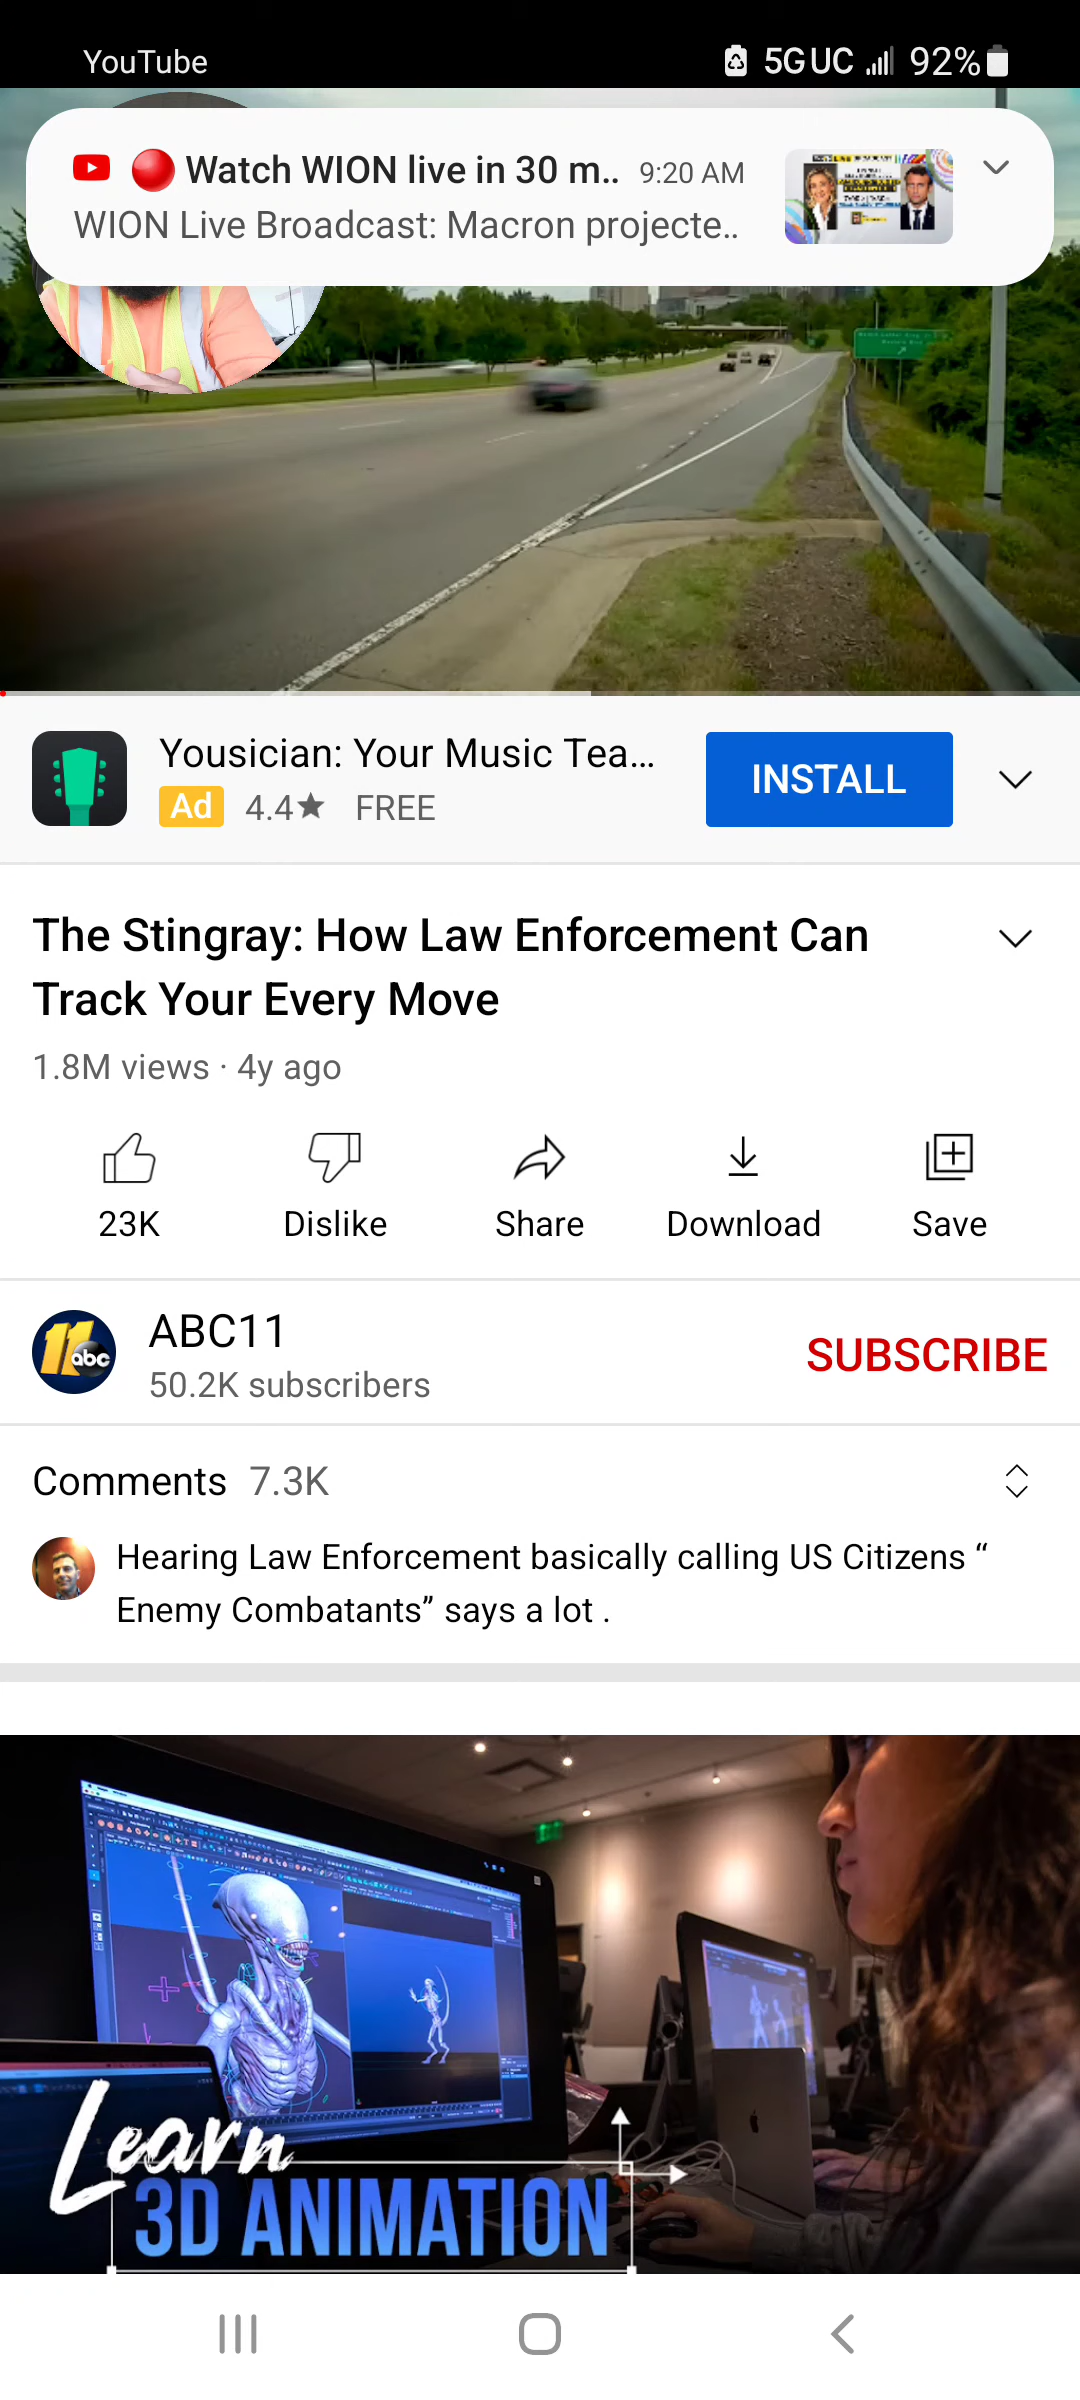 YouTube
5G UC
92%
Watch WION live in 30 m..
9:20 AM
WION Live Broadcast: Macron projecte..
Yousician: Your Music Tea...
Ad 4.4★ FREE
INSTALL
The Stingray: How Law Enforcement Can
Track Your Every Move
1.8M views · 4y ago
23K
Dislike
Share
Download
Save
11
abc
ABC11
50.2K subscribers
SUBSCRIBE
Comments 7.3K
Hearing Law Enforcement basically calling US Citizens “
Enemy Combatants” says a lot .
Learn
3D ANIMATION